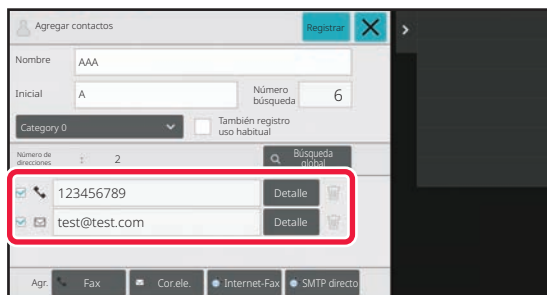 Agregar contactos
Registrar
Nombre
AAA
Inicial
A
Número
búsqueda
6
Category 0
También registro
uso habitual
Número de
direcciones
: 2
Búsqueda
global
123456789
Detalle
test@test.com
Detalle
Agr.
Fax
Cor.ele.
Internet-Fax
SMTP directo